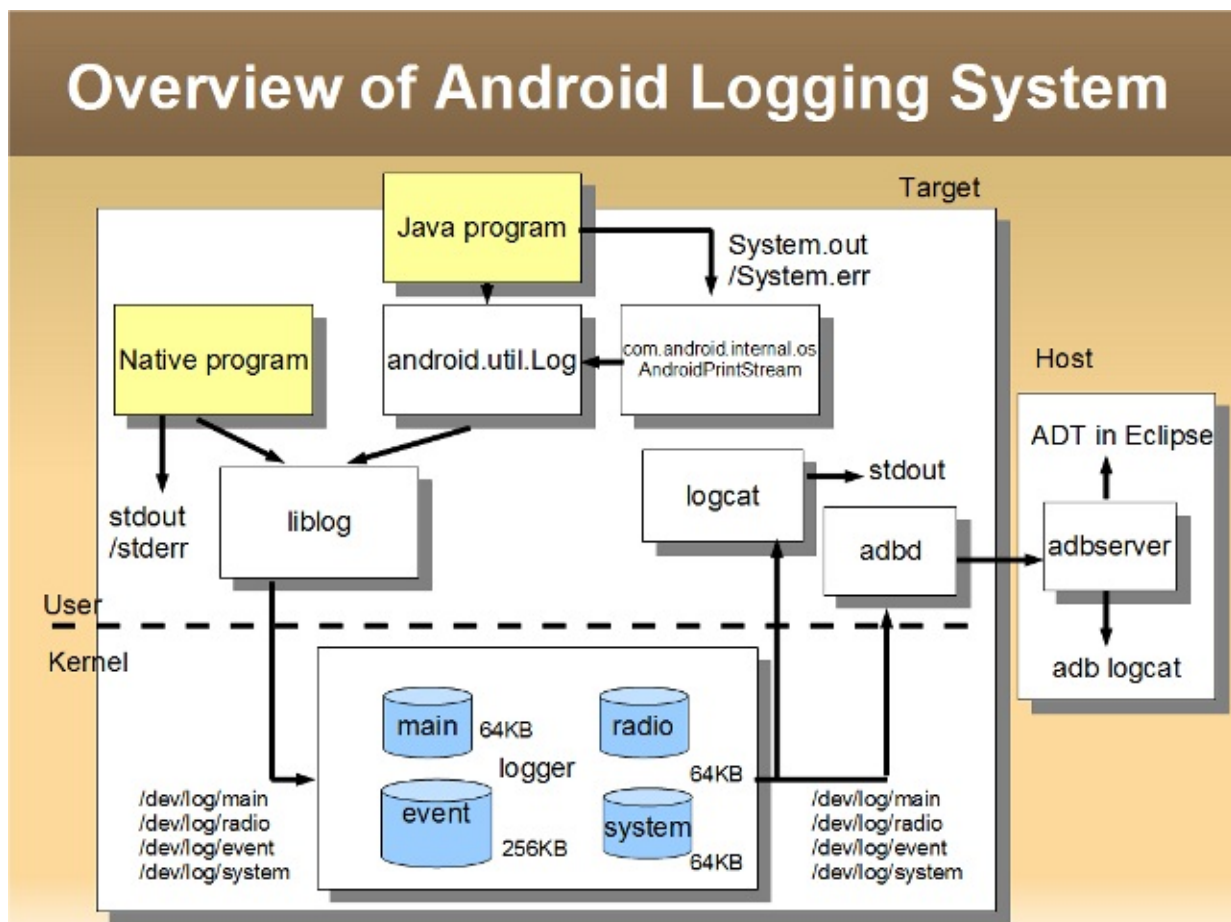 Overview of Android Logging System
Target
Java program
System.out
/System.err
Native program
android.util.Log
com.android.internal.os
AndroidPrintStream
Host
ADT in Eclipse
logcat
stdout
stdout
/stderr
liblog
adbd
adbserver
User
Kernel
adb logcat
main
64KB
radio
64KB
logger
event
256KB
system
64KB
/dev/log/main
/dev/log/radio
/dev/log/event
/dev/log/system
/dev/log/main
/dev/log/radio
/dev/log/event
/dev/log/system